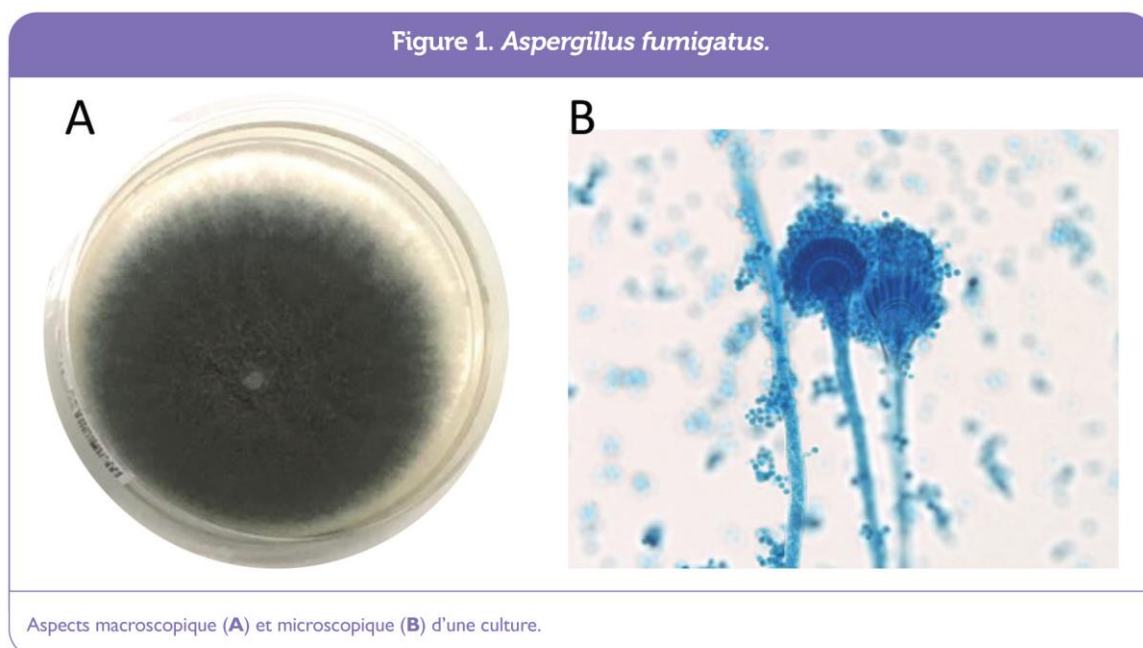 Figure 1. Aspergillus fumigatus.
A
B
Aspects macroscopique (A) et microscopique (B) d'une culture.